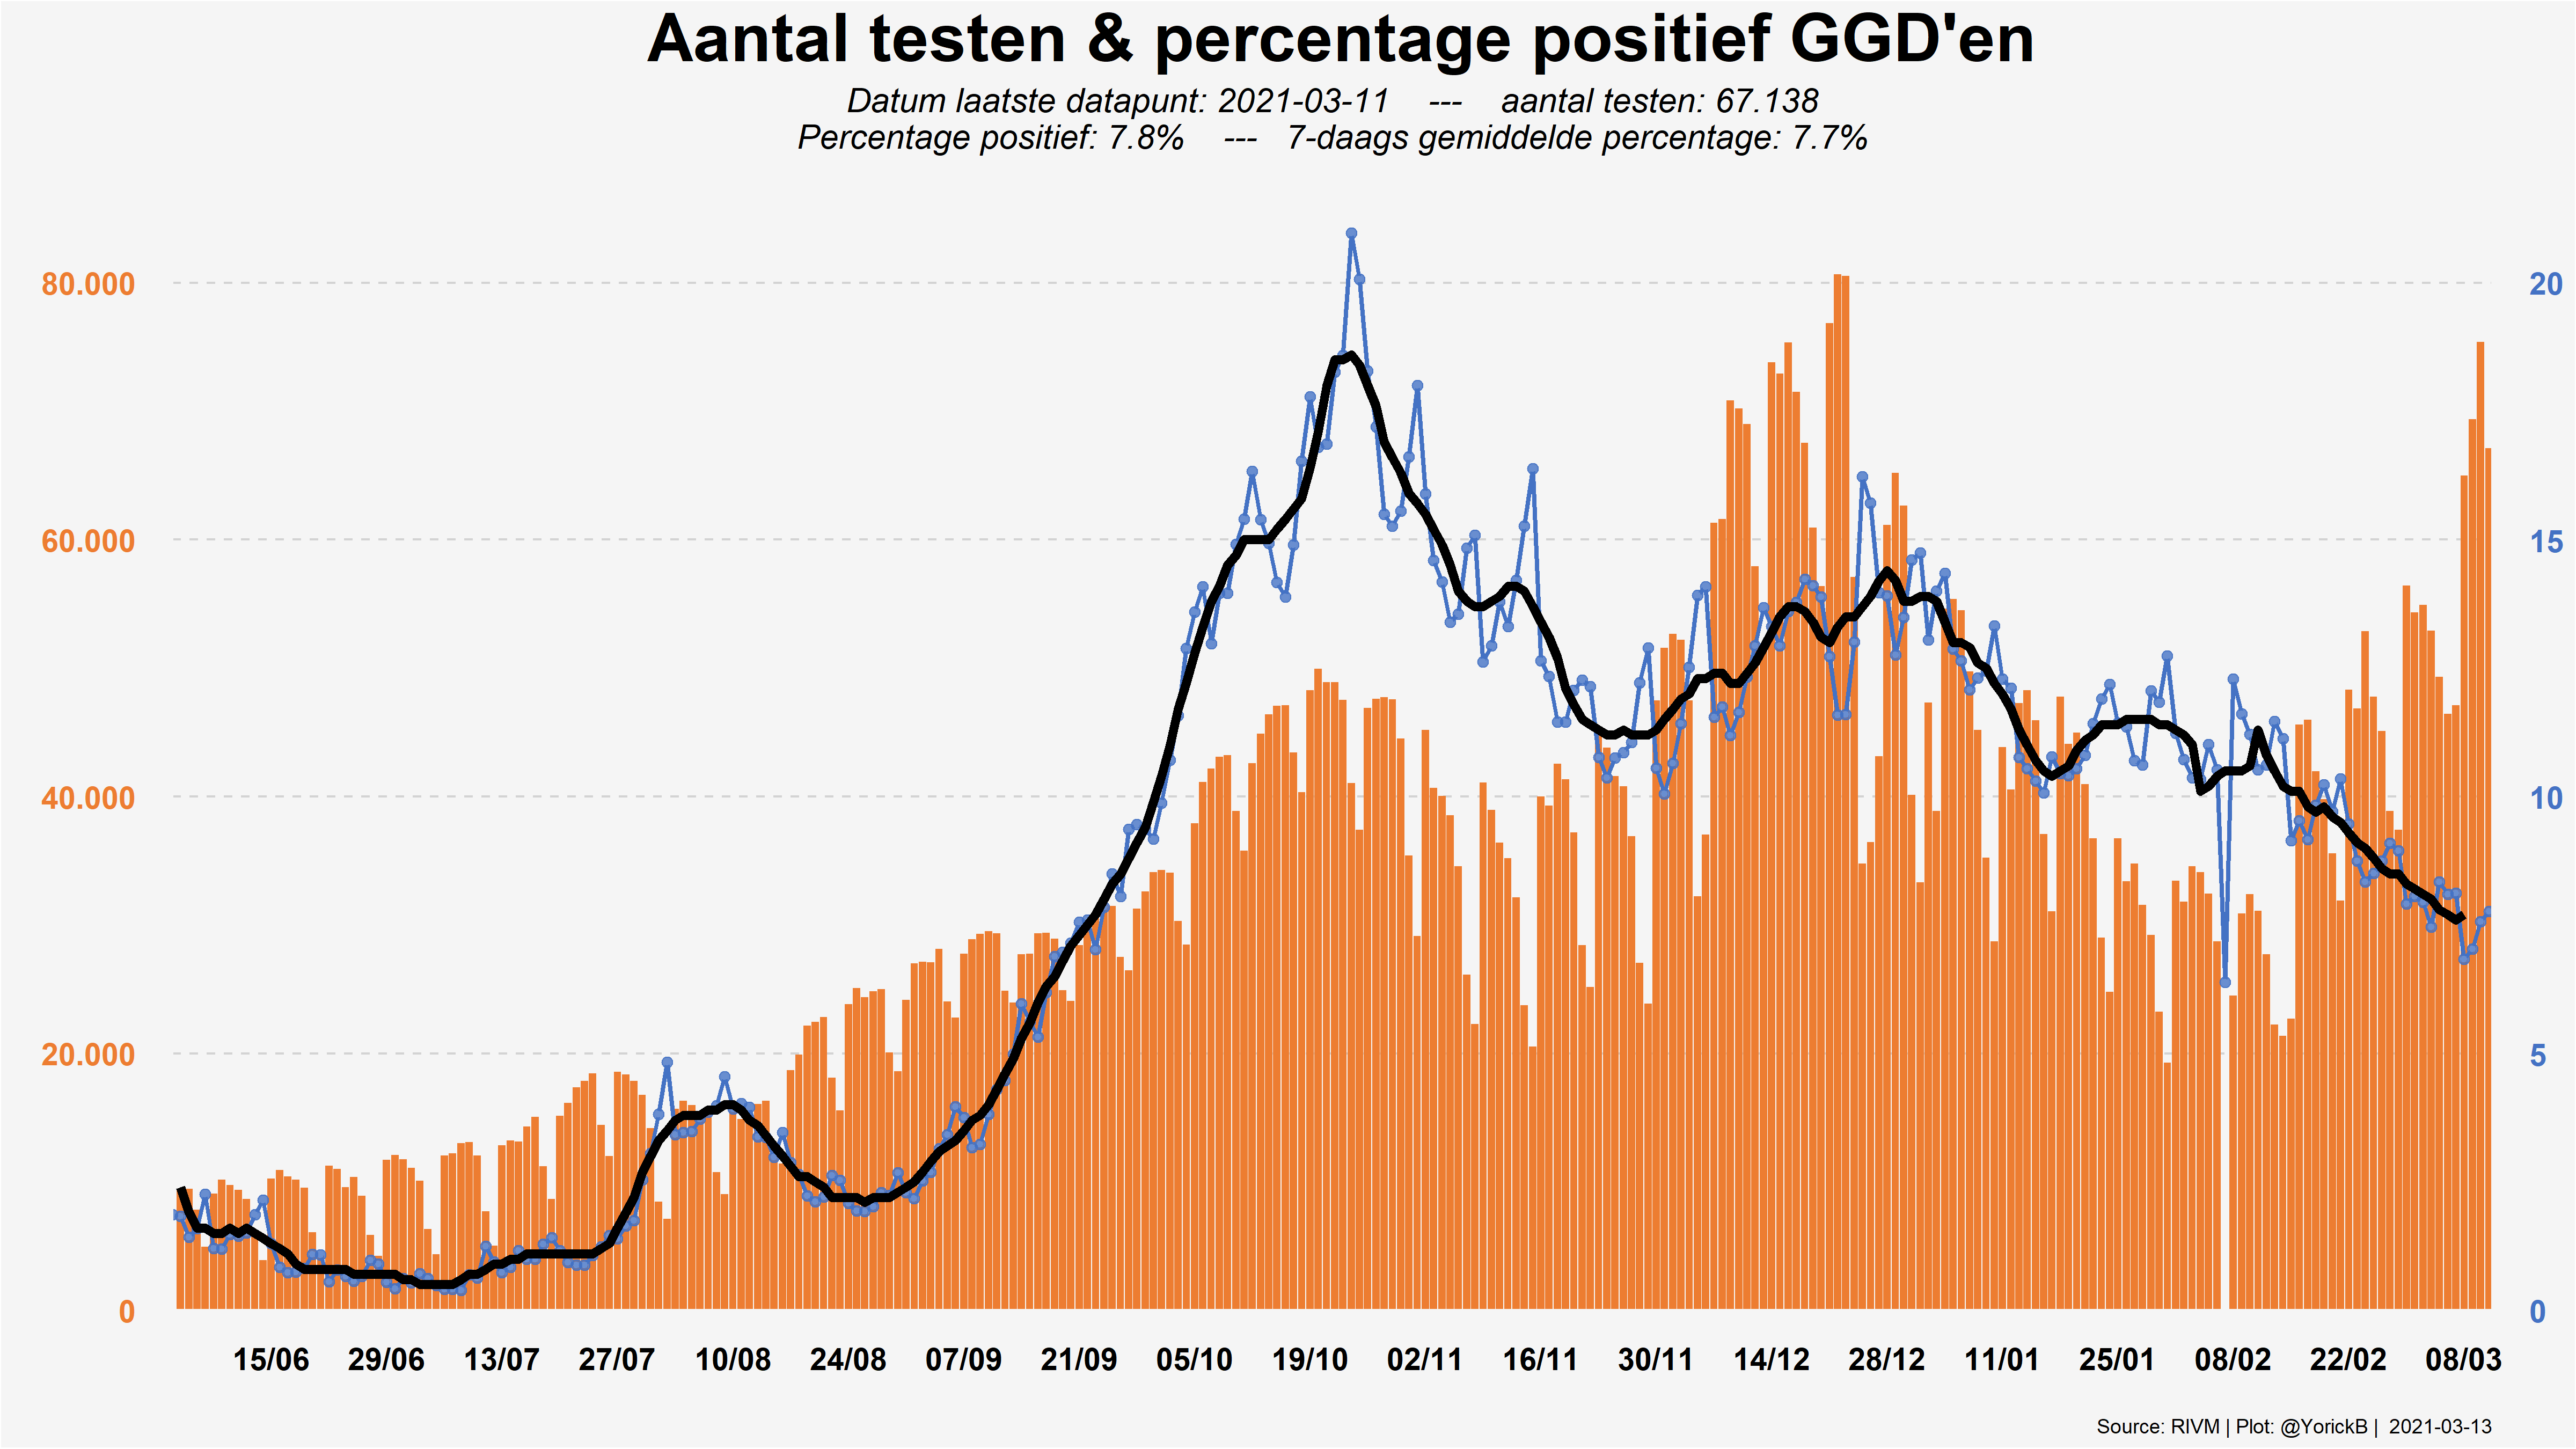 Aantal testen & percentage positief GGD'en
Datum laatste datapunt: 2021-03-11 --- aantal testen: 67.138
Percentage positief: 7.8% --- 7-daags gemiddelde percentage: 7.7%
80.000
20
60.000
15
40.000
10
20.000
5
0
0
15/06 29/06 13/07 27/07 10/08 24/08 07/09 21/09 05/10 19/10 02/11 16/11 30/11 14/12 28/12 11/01 25/01 08/02 22/02 08/03
Source: RIVM | Plot: @YorickB | 2021-03-13